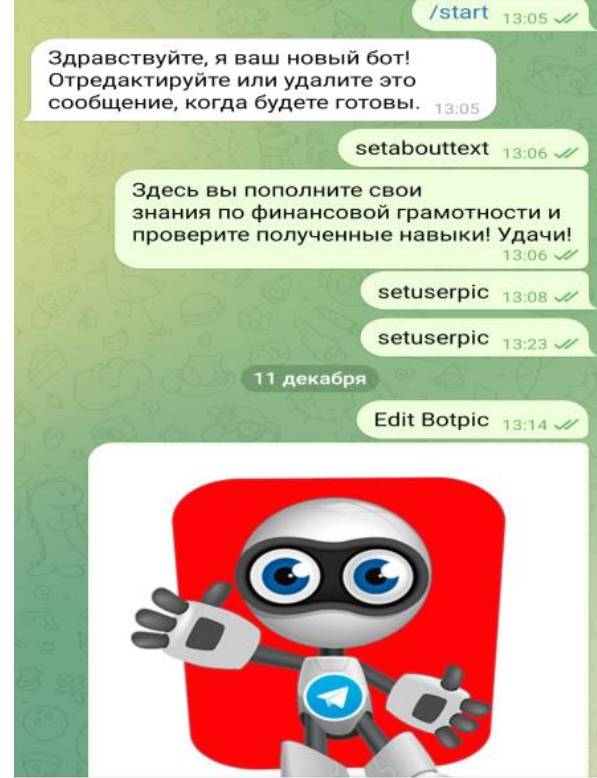 /start 13:05
Здравствуйте, я ваш новый бот!
Отредактируйте или удалите это
сообщение, когда будете готовы. 13:05
setabouttext 13:06
Здесь вы пополните свои
знания по финансовой грамотности и
проверите полученные навыки! Удачи!
13:06
setuserpic 13:08
setuserpic 13:23
11 декабря
Edit Botpic 13:14